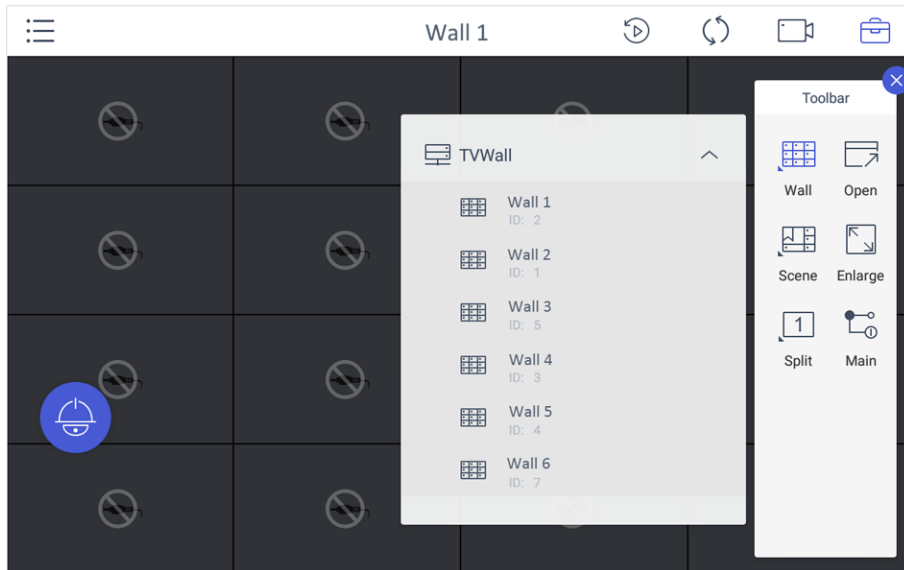 Wall 1
Toolbar
TVWall
Wall 1
ID: 2
Wall 2
ID: 1
Wall 3
ID: 5
Wall 4
ID: 3
Wall 5
ID: 4
Wall 6
ID: 7
Wall Open
Scene Enlarge
1
Split Main